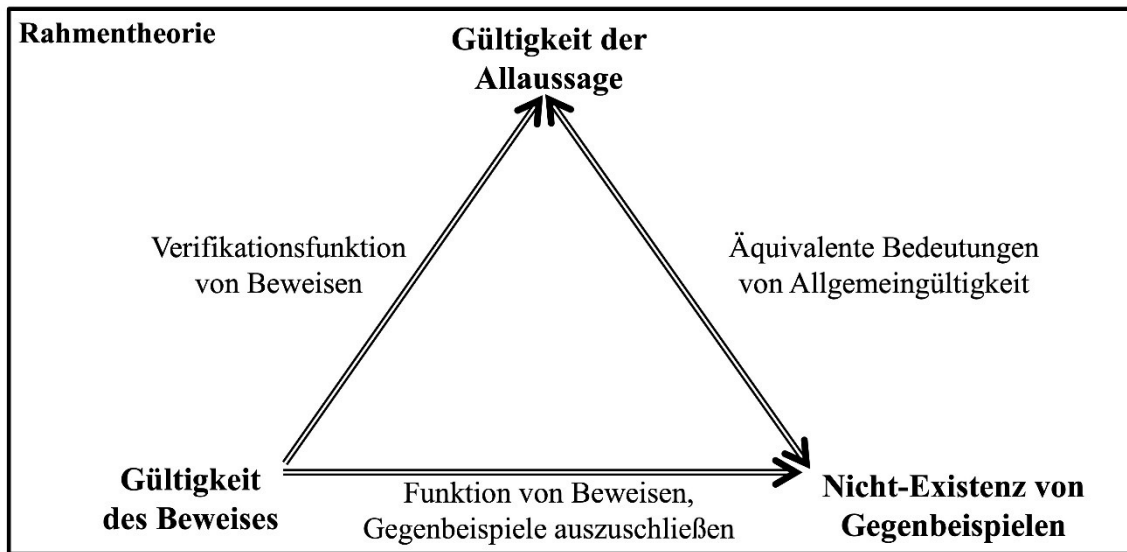 Rahmentheorie
Gültigkeit der
Allaussage
Verifikationsfunktion
von Beweisen
Äquivalente Bedeutungen
von Allgemeingültigkeit
Gültigkeit
des Beweises
Funktion von Beweisen,
Gegenbeispiele auszuschließen
Nicht-Existenz von
Gegenbeispielen